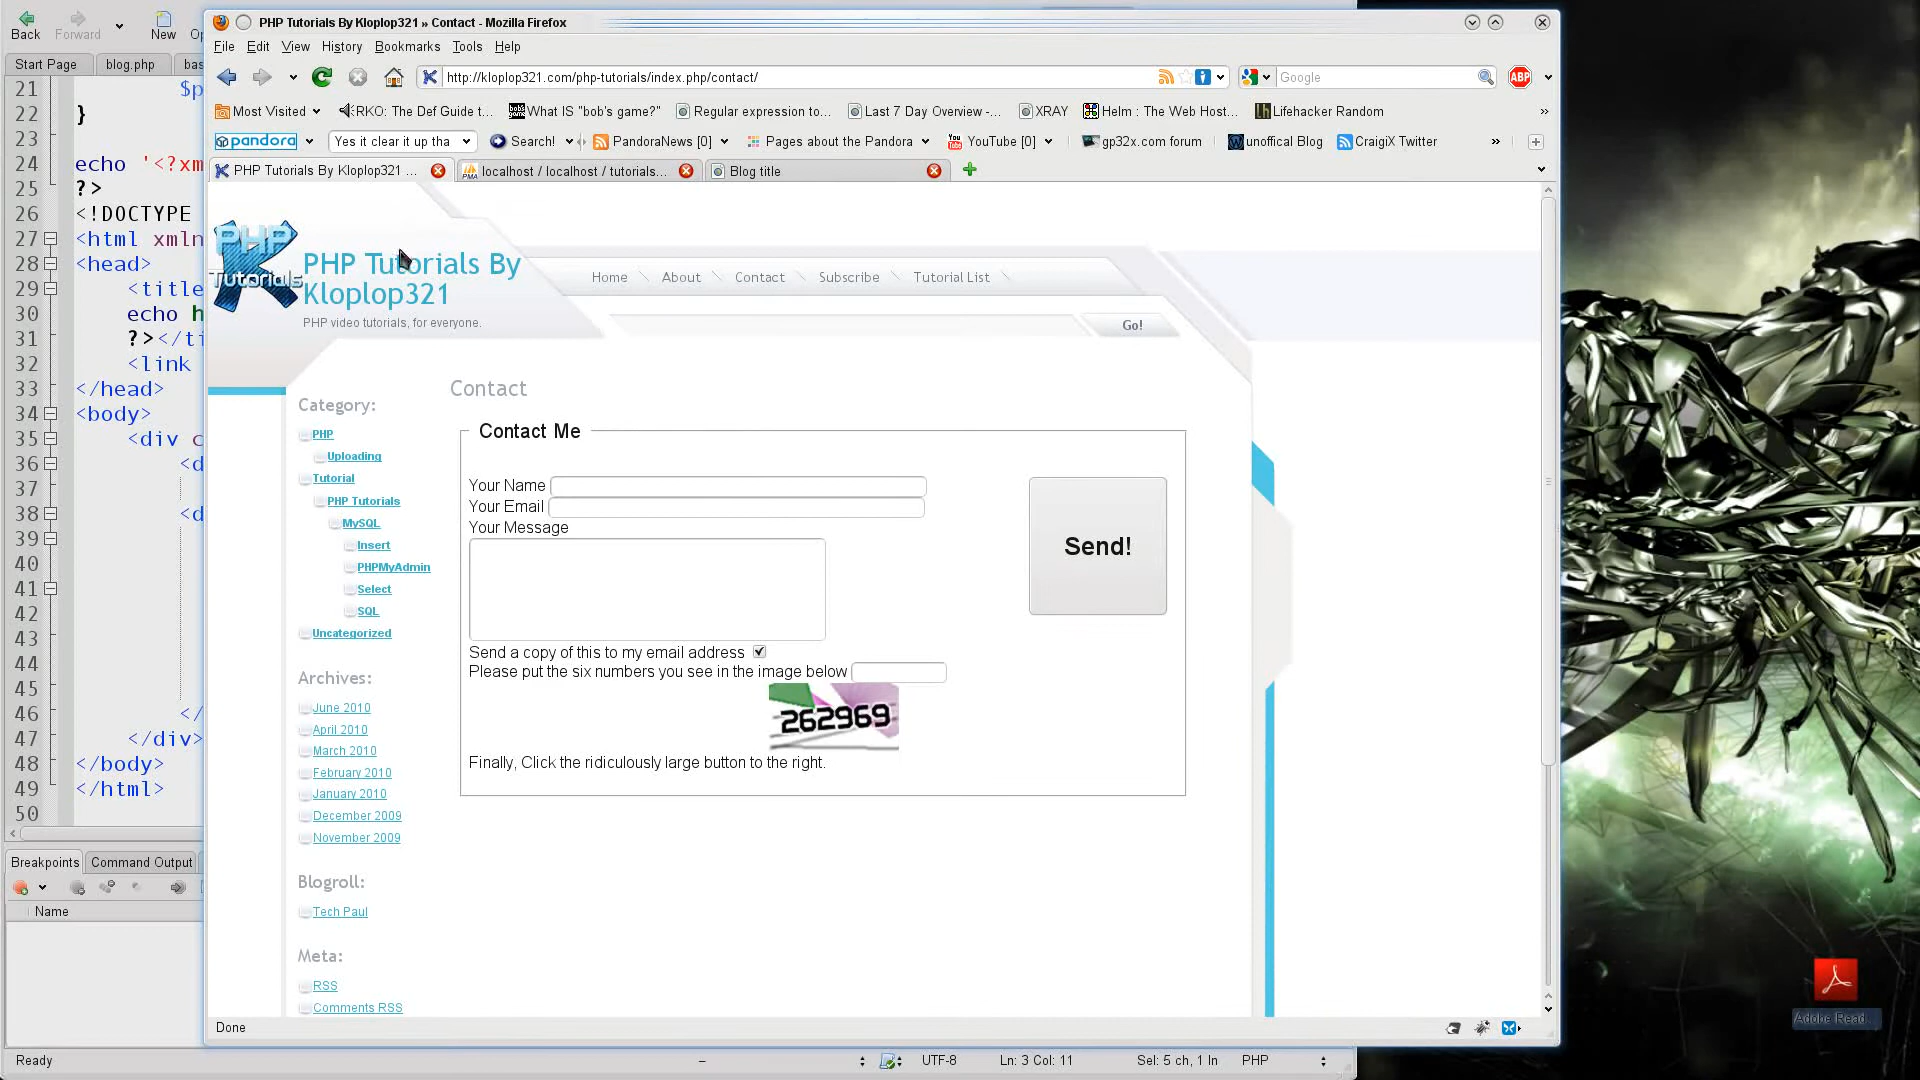 PHP Tutorials By Kloplop321 » Contact - Mozilla Firefox
Back Forward New
File Edit View History Bookmarks Tools Help
Start Page blog.php
http://kloplop321.com/php-tutorials/index.php/contact/
Google
ABP
Most Visited RKO: The Def Guide t... What IS "bob's game?" Regular expression to... Last 7 Day Overview -... XRAY Helm : The Web Host... Lifehacker Random
pandora Yes it clear it up tha Search! PandoraNews [0] Pages about the Pandora YouTube [0] gp32x.com forum unoffical Blog CraigiX Twitter
PHP Tutorials By Kloplop321 ... localhost / localhost / tutorials... Blog title
PHP Tutorials
PHP Tutorials By
Kloplop321
PHP video tutorials, for everyone.
Home About Contact Subscribe Tutorial List
Go!
Category:
PHP
Uploading
Tutorial
PHP Tutorials
MySQL
Insert
PHPMyAdmin
Select
SQL
Uncategorized
Archives:
June 2010
April 2010
March 2010
February 2010
January 2010
December 2009
November 2009
Blogroll:
Tech Paul
Meta:
RSS
Comments RSS
Contact
Contact Me
Your Name
Your Email
Your Message
Send!
Send a copy of this to my email address
Please put the six numbers you see in the image below
262969
Finally, Click the ridiculously large button to the right.
Done
21 $p
22 }
23
24 echo '<?xm
25 ?>
26 <!DOCTYPE
27 <html xmln
28 <head>
29 <title
30 echo h
31 ?></ti
32 <link
33 </head>
34 <body>
35 <div c
36 <d
37
38 <d
39
40
41
42
43
44
45
46 </
47 </div>
48 </body>
49 </html>
50
Breakpoints Command Output
Name
Ready UTF-8 Ln: 3 Col: 11 Sel: 5 ch, 1 ln PHP
Adobe Read...